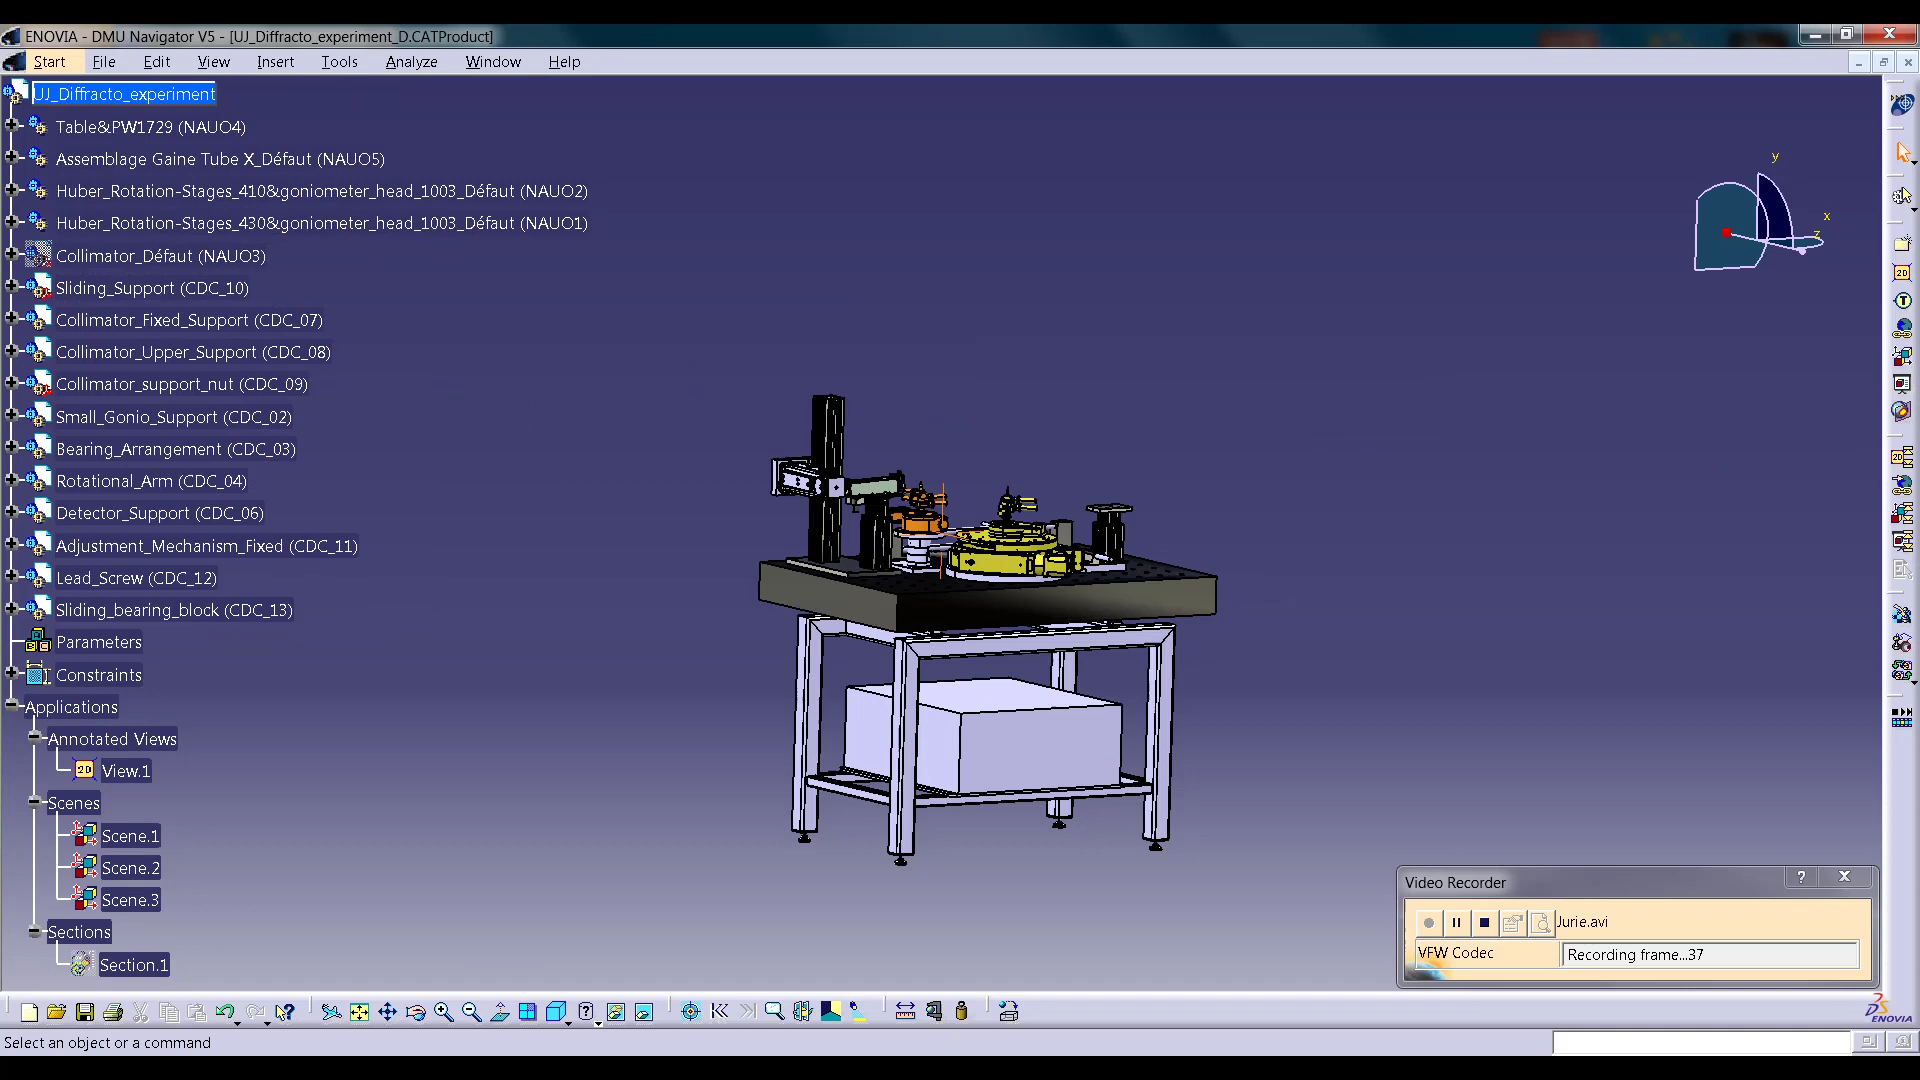 ENOVIA - DMU Navigator V5 - [UJ_Diffracto_experiment_D.CATProduct]
Start File Edit View Insert Tools Analyze Window Help
UJ_Diffracto_experiment
Table&PW1729 (NAUO4)
Assemblage Gaine Tube X_Défaut (NAUO5)
Huber_Rotation-Stages_410&goniometer_head_1003_Défaut (NAUO2)
Huber_Rotation-Stages_430&goniometer_head_1003_Défaut (NAUO1)
Collimator_Défaut (NAUO3)
Sliding_Support (CDC_10)
Collimator_Fixed_Support (CDC_07)
Collimator_Upper_Support (CDC_08)
Collimator_support_nut (CDC_09)
Small_Gonio_Support (CDC_02)
Bearing_Arrangement (CDC_03)
Rotational_Arm (CDC_04)
Detector_Support (CDC_06)
Adjustment_Mechanism_Fixed (CDC_11)
Lead_Screw (CDC_12)
Sliding_bearing_block (CDC_13)
Parameters
Constraints
Applications
Annotated Views
2D View.1
Scenes
Scene.1
Scene.2
Scene.3
Sections
Section.1
y
x
z
Video Recorder
Jurie.avi
VFW Codec
Recording frame...37
ENOVIA
Select an object or a command